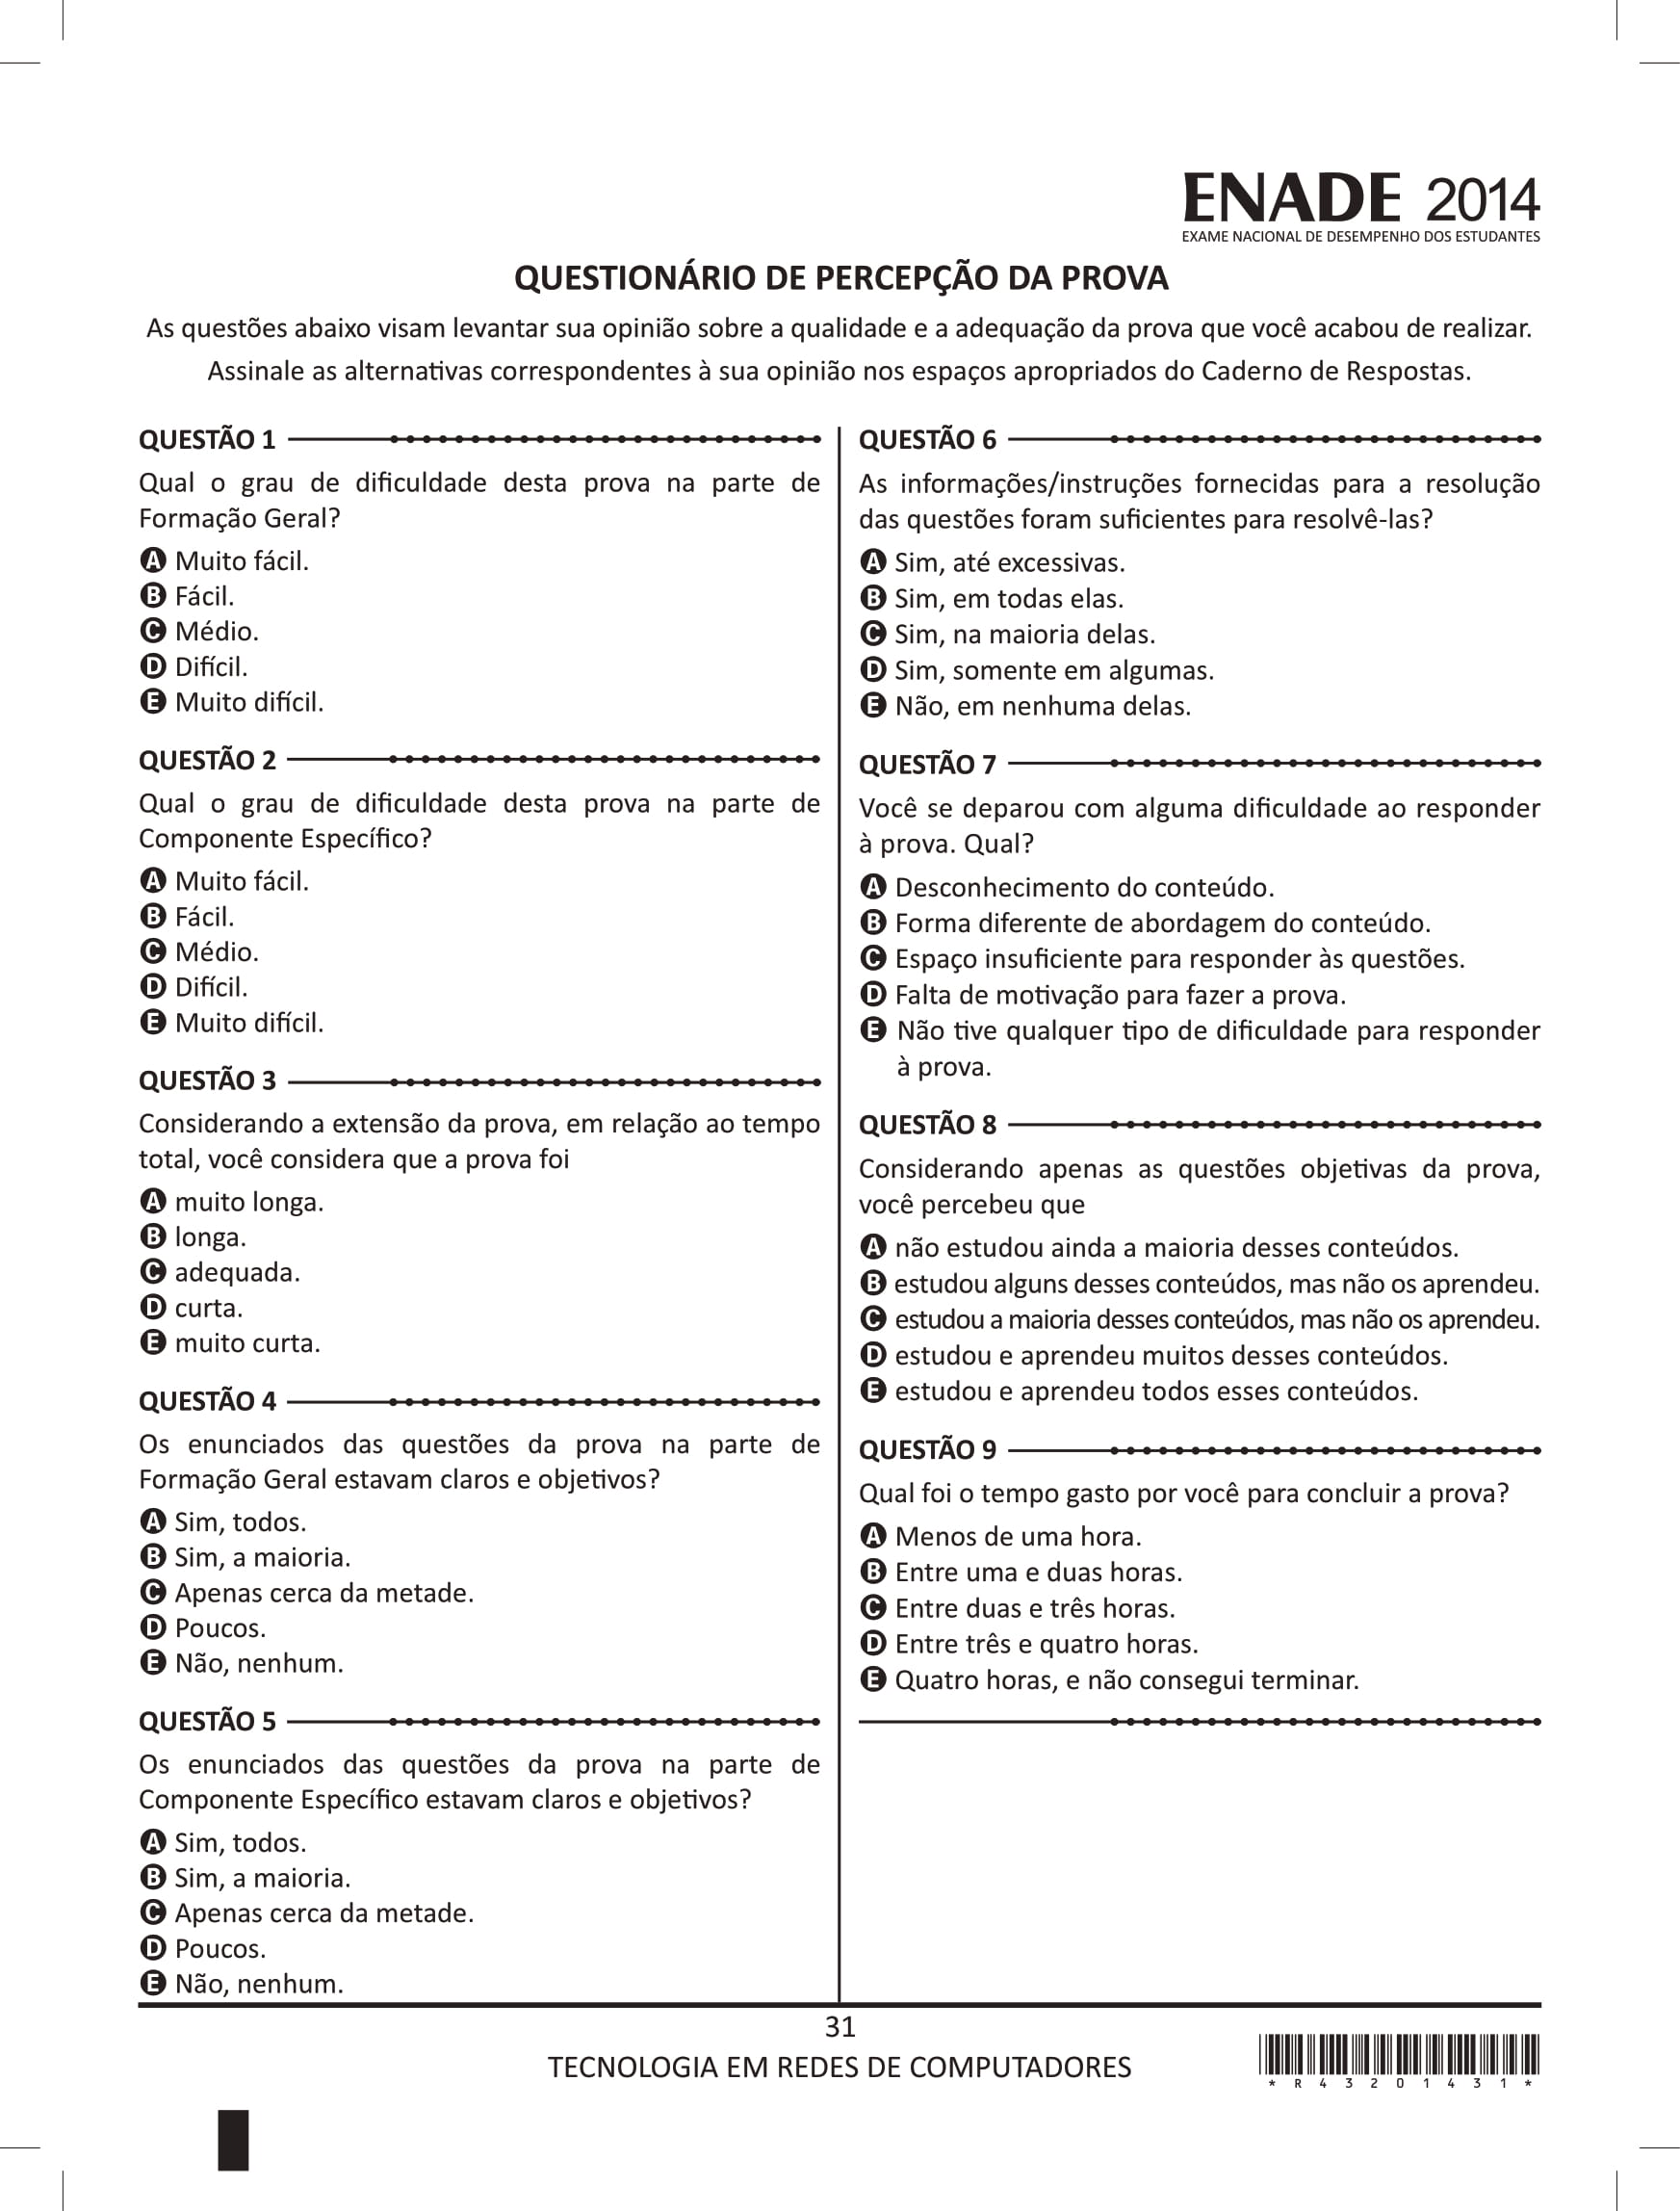 ENADE 2014
EXAME NACIONAL DE DESEMPENHO DOS ESTUDANTES
QUESTIONÁRIO DE PERCEPÇÃO DA PROVA
As questões abaixo visam levantar sua opinião sobre a qualidade e a adequação da prova que você acabou de realizar.
Assinale as alternativas correspondentes à sua opinião nos espaços apropriados do Caderno de Respostas.
QUESTÃO 1
Qual o grau de dificuldade desta prova na parte de
Formação Geral?
A Muito fácil.
B Fácil.
C Médio.
D Difícil.
E Muito difícil.
QUESTÃO 2
Qual o grau de dificuldade desta prova na parte de
Componente Específico?
A Muito fácil.
B Fácil.
C Médio.
D Difícil.
E Muito difícil.
QUESTÃO 3
Considerando a extensão da prova, em relação ao tempo
total, você considera que a prova foi
A muito longa.
B longa.
C adequada.
D curta.
E muito curta.
QUESTÃO 4
Os enunciados das questões da prova na parte de
Formação Geral estavam claros e objetivos?
A Sim, todos.
B Sim, a maioria.
C Apenas cerca da metade.
D Poucos.
E Não, nenhum.
QUESTÃO 5
Os enunciados das questões da prova na parte de
Componente Específico estavam claros e objetivos?
A Sim, todos.
B Sim, a maioria.
C Apenas cerca da metade.
D Poucos.
E Não, nenhum.
QUESTÃO 6
As informações/instruções fornecidas para a resolução
das questões foram suficientes para resolvê-las?
A Sim, até excessivas.
B Sim, em todas elas.
C Sim, na maioria delas.
D Sim, somente em algumas.
E Não, em nenhuma delas.
QUESTÃO 7
Você se deparou com alguma dificuldade ao responder
à prova. Qual?
A Desconhecimento do conteúdo.
B Forma diferente de abordagem do conteúdo.
C Espaço insuficiente para responder às questões.
D Falta de motivação para fazer a prova.
E Não tive qualquer tipo de dificuldade para responder
à prova.
QUESTÃO 8
Considerando apenas as questões objetivas da prova,
você percebeu que
A não estudou ainda a maioria desses conteúdos.
B estudou alguns desses conteúdos, mas não os aprendeu.
C estudou a maioria desses conteúdos, mas não os aprendeu.
D estudou e aprendeu muitos desses conteúdos.
E estudou e aprendeu todos esses conteúdos.
QUESTÃO 9
Qual foi o tempo gasto por você para concluir a prova?
A Menos de uma hora.
B Entre uma e duas horas.
C Entre duas e três horas.
D Entre três e quatro horas.
E Quatro horas, e não consegui terminar.
31
TECNOLOGIA EM REDES DE COMPUTADORES
* R 4 3 2 0 1 4 3 1 *